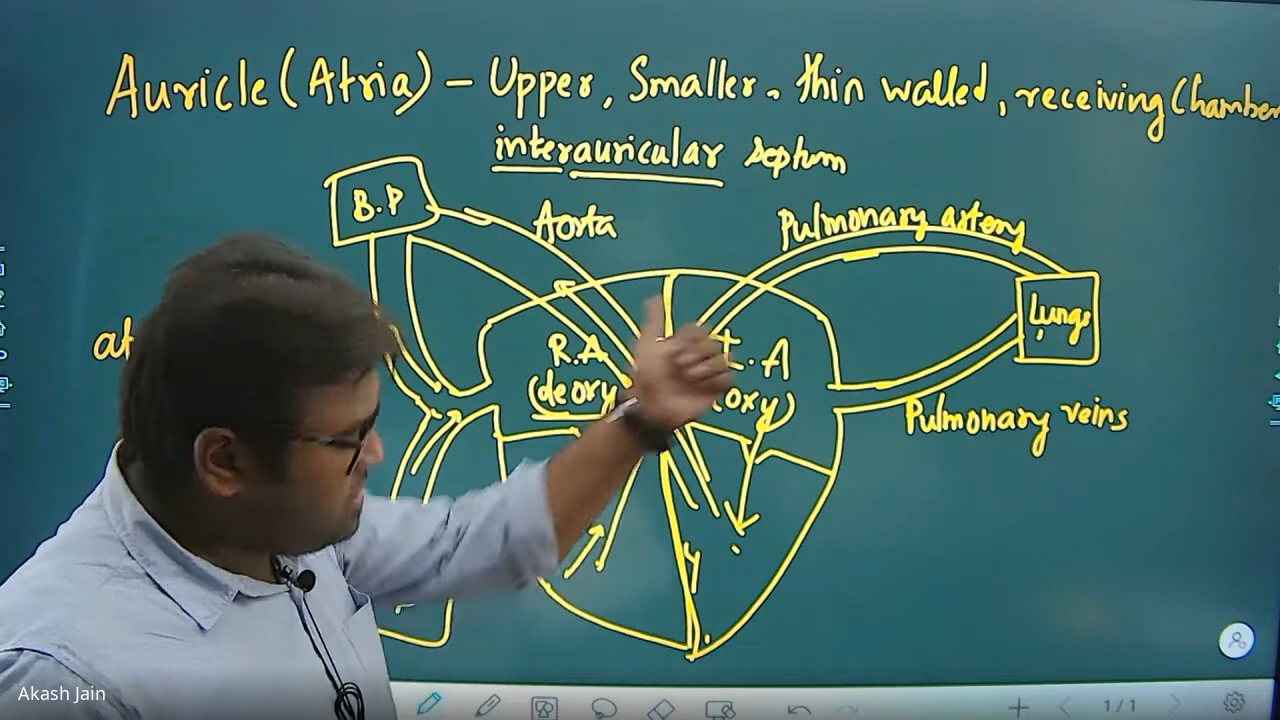 Auricle (Atria) - Upper, Smaller, thin walled, receiving Chamber
interauricular septum
B.P
Aorta
Pulmonary artery
Lungs
R.A
(deoxy
L.A
oxy)
at
Pulmonary veins
Akash Jain
1/1